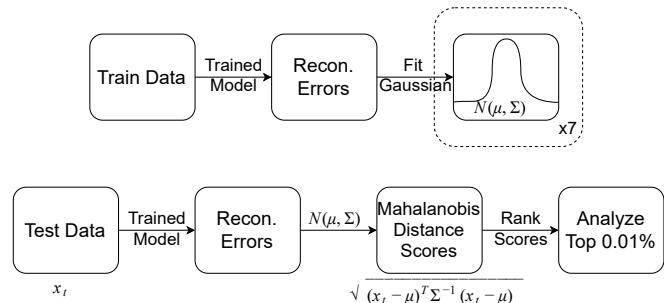 Train Data
Trained
Model
Recon.
Errors
Fit
Gaussian
N(μ, Σ)
x7
Test Data
x_t
Trained
Model
Recon.
Errors
N(μ, Σ)
Mahalanobis
Distance
Scores
√(x_t − μ)^T Σ^−1 (x_t − μ)
Rank
Scores
Analyze
Top 0.01%